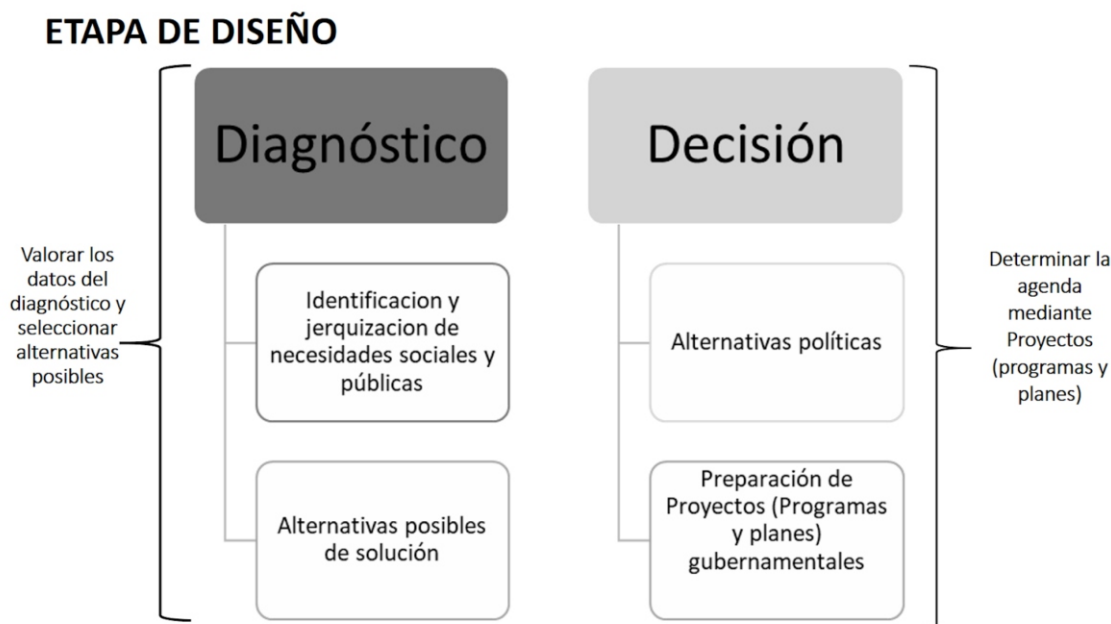 ETAPA DE DISEÑO
Diagnóstico
Valorar los
datos del
diagnóstico y
seleccionar
alternativas
posibles
Identificacion y
jerquizacion de
necesidades sociales y
públicas
Alternativas posibles
de solución
Decisión
Alternativas políticas
Preparación de
Proyectos (Programas
y planes)
gubernamentales
Determinar la
agenda
mediante
Proyectos
(programas y
planes)